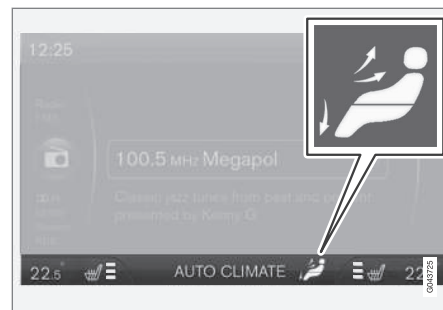 12:25
Radio
100.5 MHz Megapol
Classic jazz tunes from past and present
presented by Kenny G
22.5°
AUTO CLIMATE
22
G043725